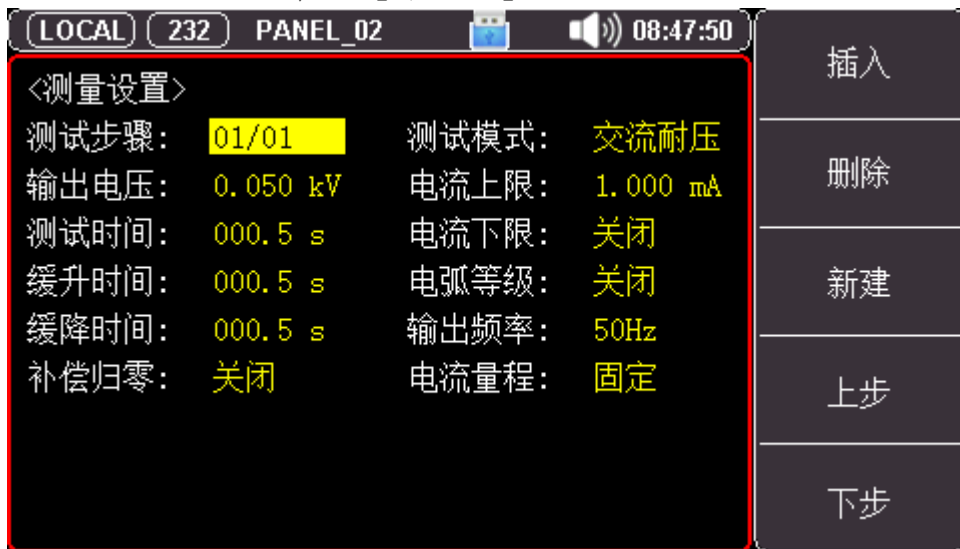 LOCAL 232 PANEL_02 08:47:50
<测量设置>
测试步骤: 01/01 测试模式: 交流耐压
输出电压: 0.050 kV 电流上限: 1.000 mA
测试时间: 000.5 s 电流下限: 关闭
缓升时间: 000.5 s 电弧等级: 关闭
缓降时间: 000.5 s 输出频率: 50Hz
补偿归零: 关闭 电流量程: 固定
插入
删除
新建
上步
下步